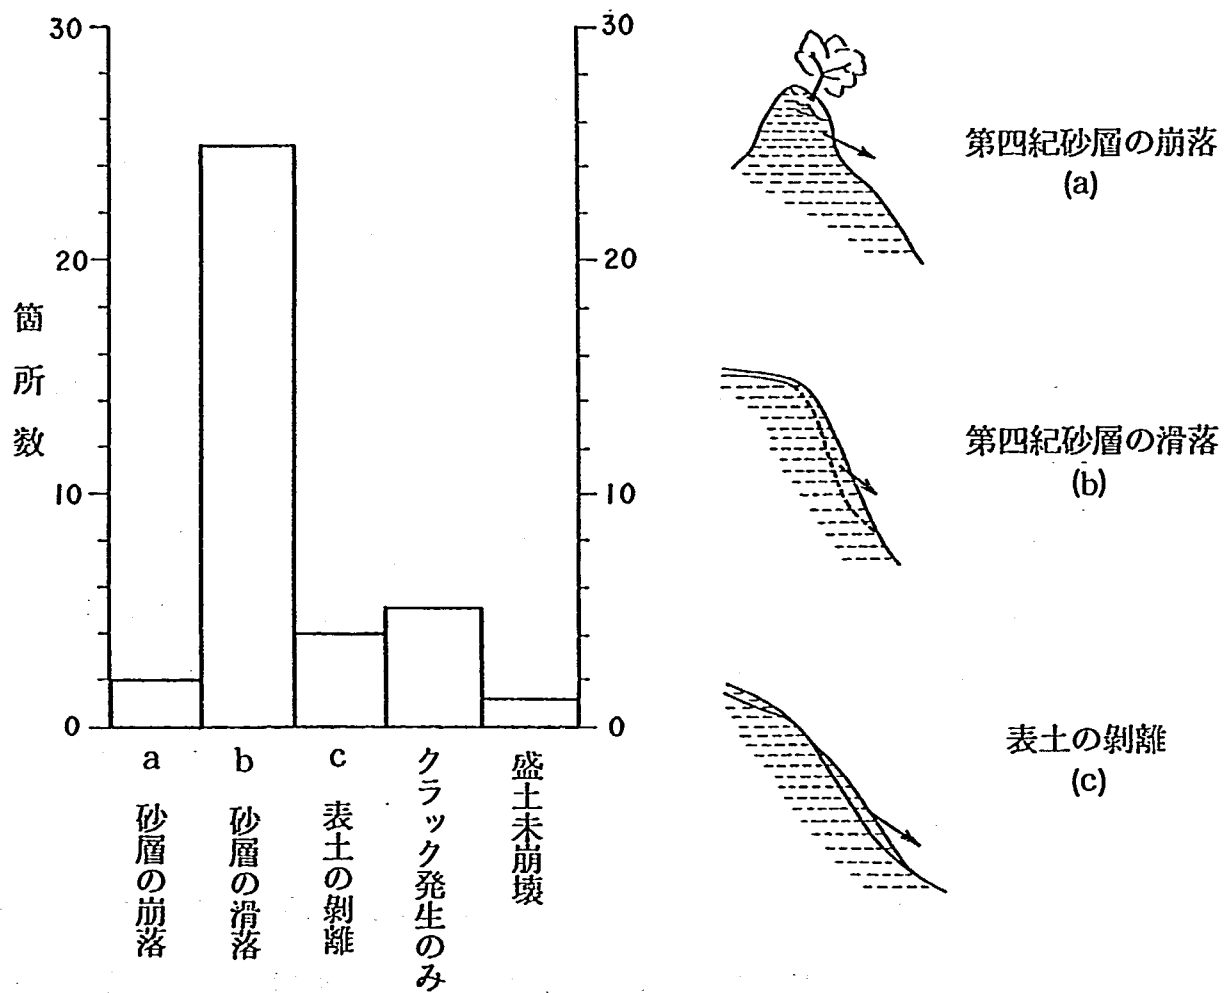 30
20
10
0
箇所数
30
20
10
0
a 砂層の崩落
b 砂層の滑落
c 表土の剝離
クラック発生のみ
盛土未崩壊
第四紀砂層の崩落
(a)
第四紀砂層の滑落
(b)
表土の剝離
(c)